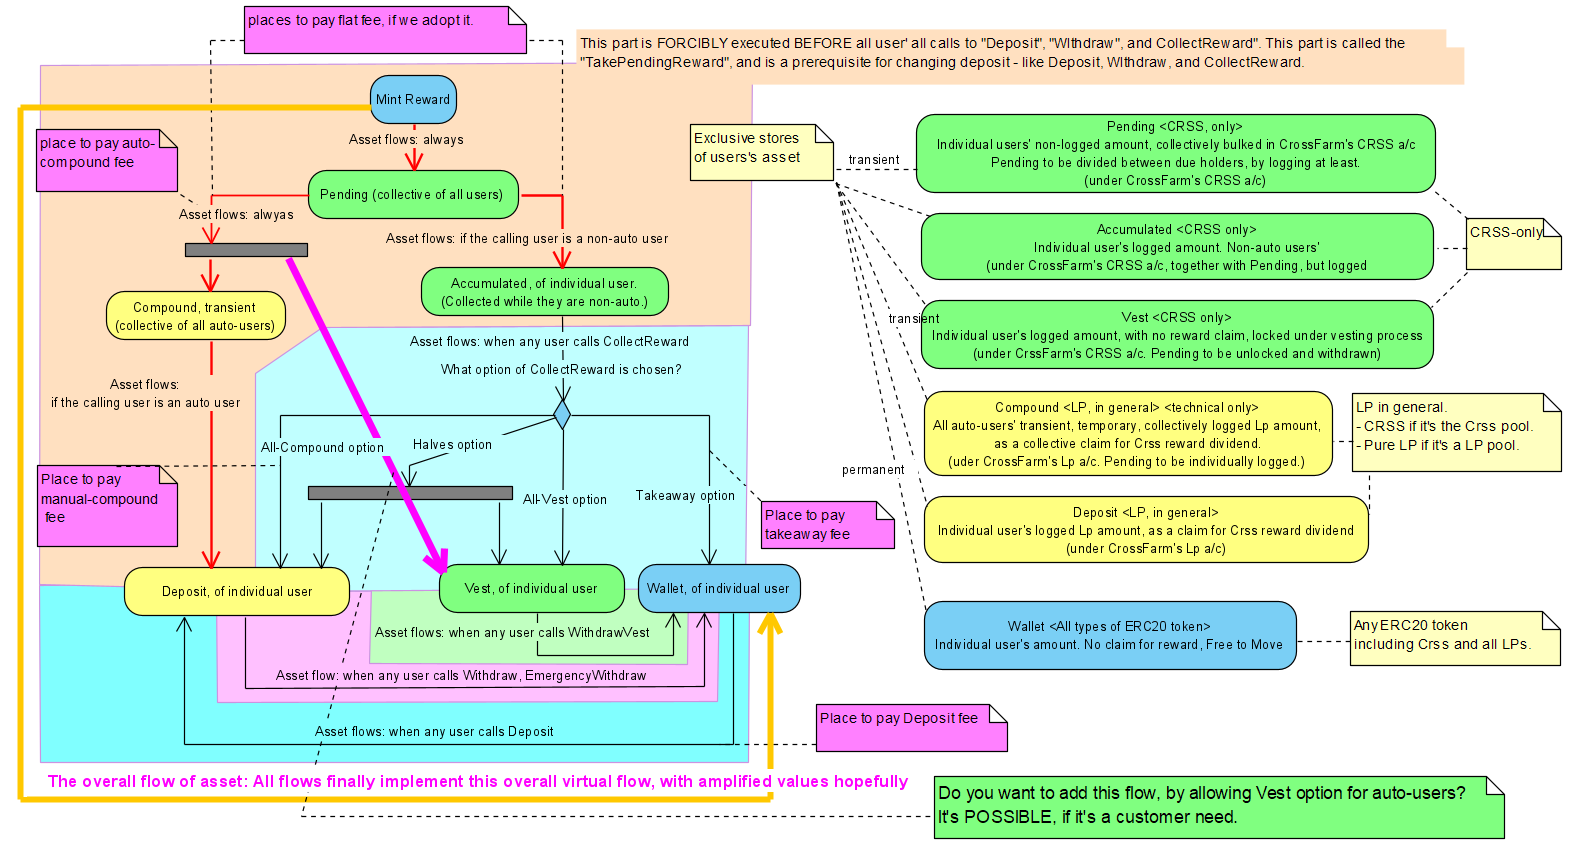 places to pay flat fee, if we adopt it.
This part is FORCIBLY executed BEFORE all user' all calls to "Deposit", "WIthdraw", and CollectReward". This part is called the
"TakePendingReward", and is a prerequisite for changing deposit - like Deposit, WIthdraw, and CollectReward.
Mint Reward
Asset flows: always
place to pay auto-
compound fee
Pending (collective of all users)
Asset flows: alwyas
Asset flows: if the calling user is a non-auto user
Compound, transient
(collective of all auto-users)
Accumulated, of individual user.
(Collected while they are non-auto.)
Asset flows: when any user calls CollectReward
What option of CollectReward is chosen?
Asset flows:
if the calling user is an auto user
All-Compound option
Halves option
All-Vest option
Takeaway option
Place to pay
manual-compound
fee
Place to pay
takeaway fee
Deposit, of individual user
Vest, of individual user
Wallet, of individual user
Asset flows: when any user calls WithdrawVest
Asset flow: when any user calls Withdraw, EmergencyWithdraw
Asset flows: when any user calls Deposit
Place to pay Deposit fee
The overall flow of asset: All flows finally implement this overall virtual flow, with amplified values hopefully
Do you want to add this flow, by allowing Vest option for auto-users?
It's POSSIBLE, if it's a customer need.
Exclusive stores
of users's asset
transient
transient
permanent
Pending <CRSS, only>
Individual users' non-logged amount, collectively bulked in CrossFarm's CRSS a/c
Pending to be divided between due holders, by logging at least.
(under CrossFarm's CRSS a/c)
Accumulated <CRSS only>
Individual user's logged amount. Non-auto users'
(under CrossFarm's CRSS a/c, together with Pending, but logged
CRSS-only
Vest <CRSS only>
Individual user's logged amount, with no reward claim, locked under vesting process
(under CrssFarm's CRSS a/c. Pending to be unlocked and withdrawn)
Compound <LP, in general> <technical only>
All auto-users' transient, temporary, collectively logged Lp amount,
as a collective claim for Crss reward dividend.
(uder CrossFarm's Lp a/c. Pending to be individually logged.)
LP in general.
- CRSS if it's the Crss pool.
- Pure LP if it's a LP pool.
Deposit <LP, in general>
Individual user's logged Lp amount, as a claim for Crss reward dividend
(under CrossFarm's Lp a/c)
Wallet <All types of ERC20 token>
Individual user's amount. No claim for reward, Free to Move
AnyERC20 token
including Crss and all LPs.